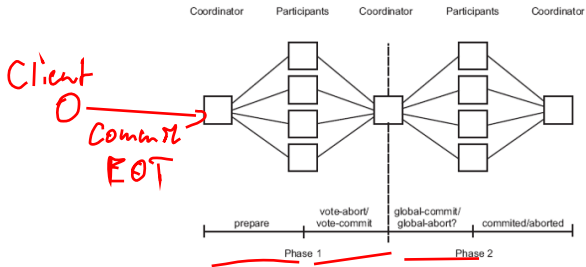 Coordinator Participants Coordinator Participants Coordinator
Client
Commit
EOT
prepare
vote-abort/
vote-commit
global-commit/
global-abort?
commited/aborted
Phase 1
Phase 2